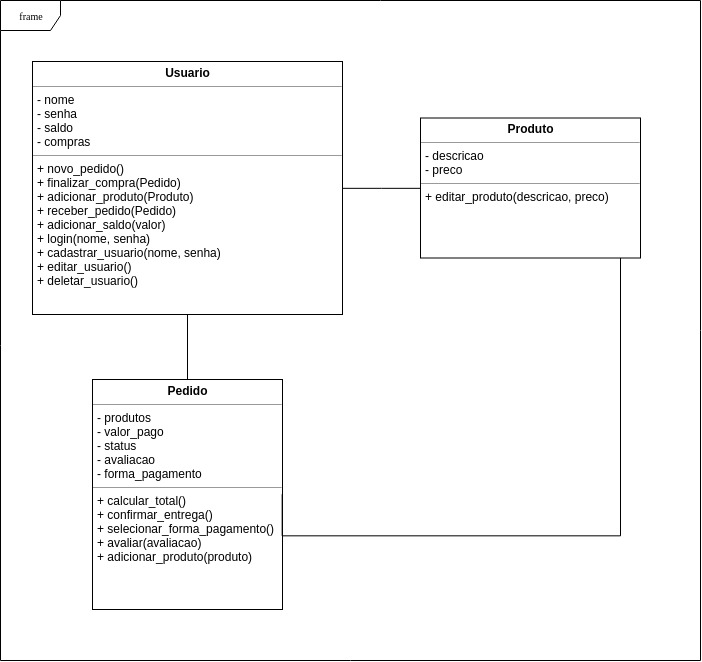 frame
Usuario
- nome
- senha
- saldo
- compras
+ novo_pedido()
+ finalizar_compra(Pedido)
+ adicionar_produto(Produto)
+ receber_pedido(Pedido)
+ adicionar_saldo(valor)
+ login(nome, senha)
+ cadastrar_usuario(nome, senha)
+ editar_usuario()
+ deletar_usuario()
Produto
- descricao
- preco
+ editar_produto(descricao, preco)
Pedido
- produtos
- valor_pago
- status
- avaliacao
- forma_pagamento
+ calcular_total()
+ confirmar_entrega()
+ selecionar_forma_pagamento()
+ avaliar(avaliacao)
+ adicionar_produto(produto)